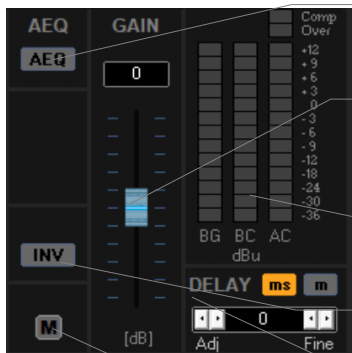 AEQ
AEQ
INV
M
GAIN
0
[dB]
Comp
Over
+12
+ 9
+ 6
+ 3
0
- 3
- 6
- 9
-12
-18
-24
-30
-36
BG BC AC
dBu
DELAY ms m
0
Adj Fine